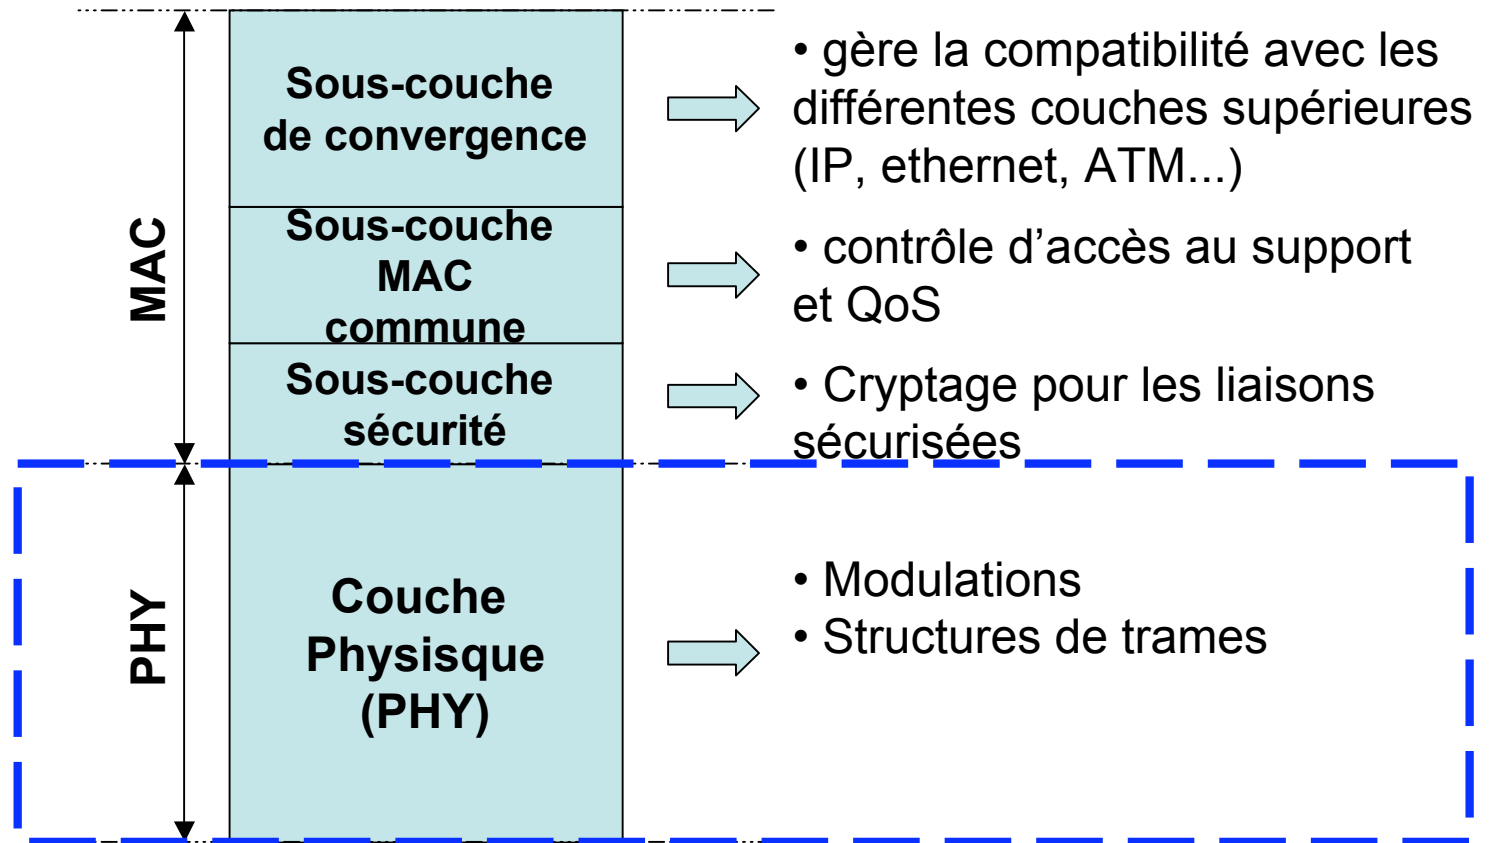 MAC
Sous-couche
de convergence
• gère la compatibilité avec les
différentes couches supérieures
(IP, ethernet, ATM...)
Sous-couche
MAC
commune
• contrôle d’accès au support
et QoS
Sous-couche
sécurité
• Cryptage pour les liaisons
sécurisées
PHY
Couche
Physisque
(PHY)
• Modulations
• Structures de trames